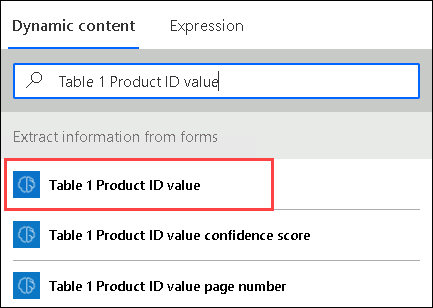 Dynamic content Expression
Table 1 Product ID value
Extract information from forms
Table 1 Product ID value
Table 1 Product ID value confidence score
Table 1 Product ID value page number